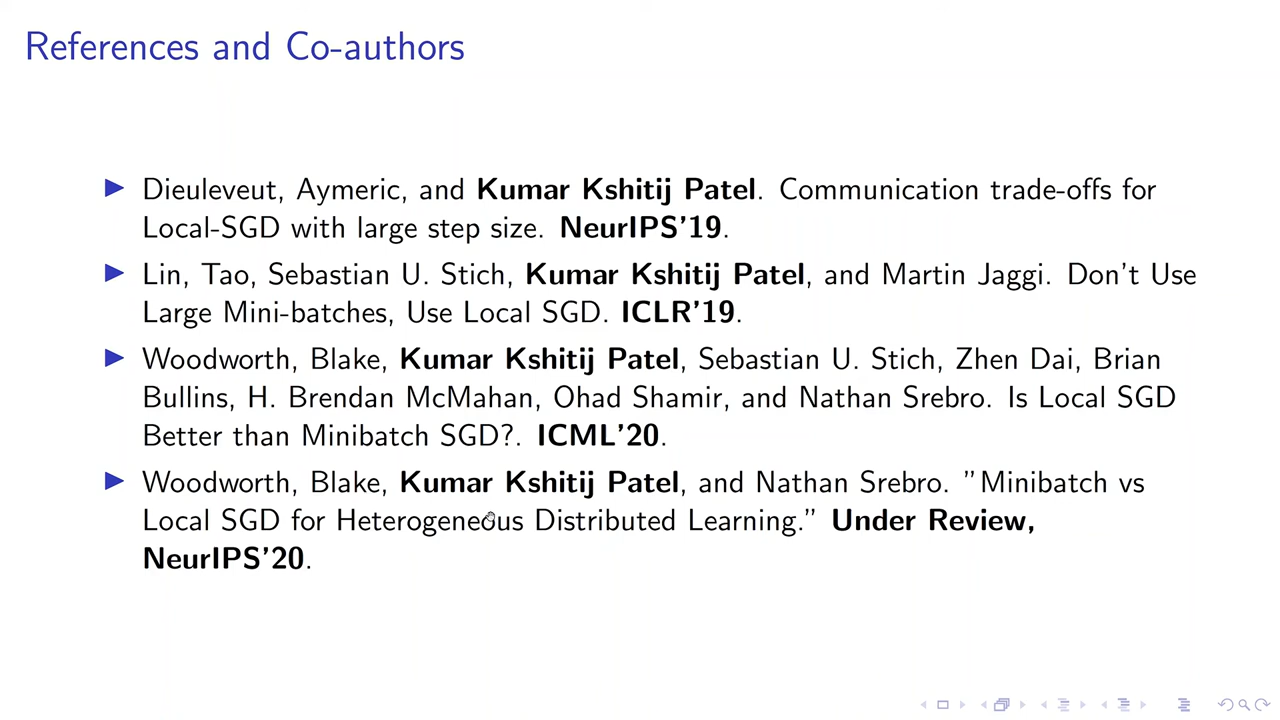 References and Co-authors
Dieuleveut, Aymeric, and Kumar Kshitij Patel. Communication trade-offs for
Local-SGD with large step size. NeurIPS'19.
Lin, Tao, Sebastian U. Stich, Kumar Kshitij Patel, and Martin Jaggi. Don't Use
Large Mini-batches, Use Local SGD. ICLR'19.
Woodworth, Blake, Kumar Kshitij Patel, Sebastian U. Stich, Zhen Dai, Brian
Bullins, H. Brendan McMahan, Ohad Shamir, and Nathan Srebro. Is Local SGD
Better than Minibatch SGD?. ICML'20.
Woodworth, Blake, Kumar Kshitij Patel, and Nathan Srebro. ”Minibatch vs
Local SGD for Heterogeneous Distributed Learning.” Under Review,
NeurIPS'20.